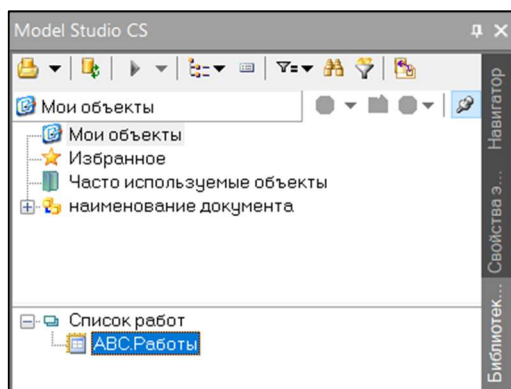 Model Studio CS
Мои объекты
Мои объекты
Избранное
Часто используемые объекты
наименование документа
Список работ
АВС.Работы
Навигатор
Свойства э...
Библиотек...